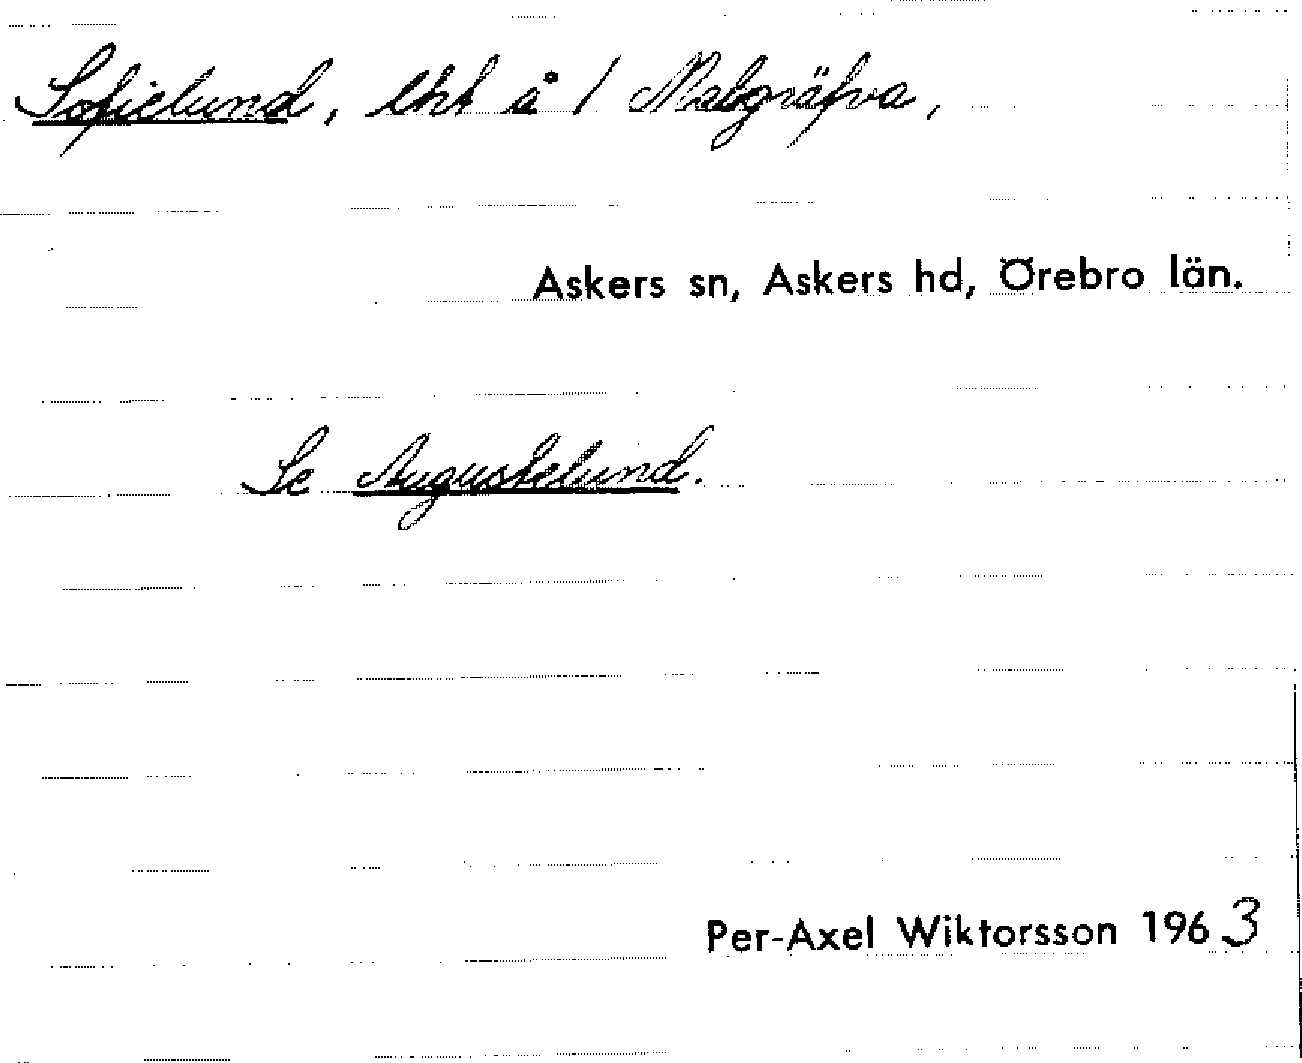 Sofielund, lht å 1 Malgräfva,
Askers sn, Askers hd, Örebro län.
Se Augustelund.
Per-Axel Wiktorsson 1963